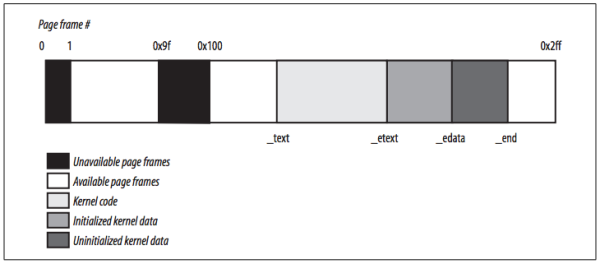 Page frame #
0 1 0x9f 0x100 0x2ff
_text _etext _edata _end
Unavailable page frames
Available page frames
Kernel code
Initialized kernel data
Uninitialized kernel data